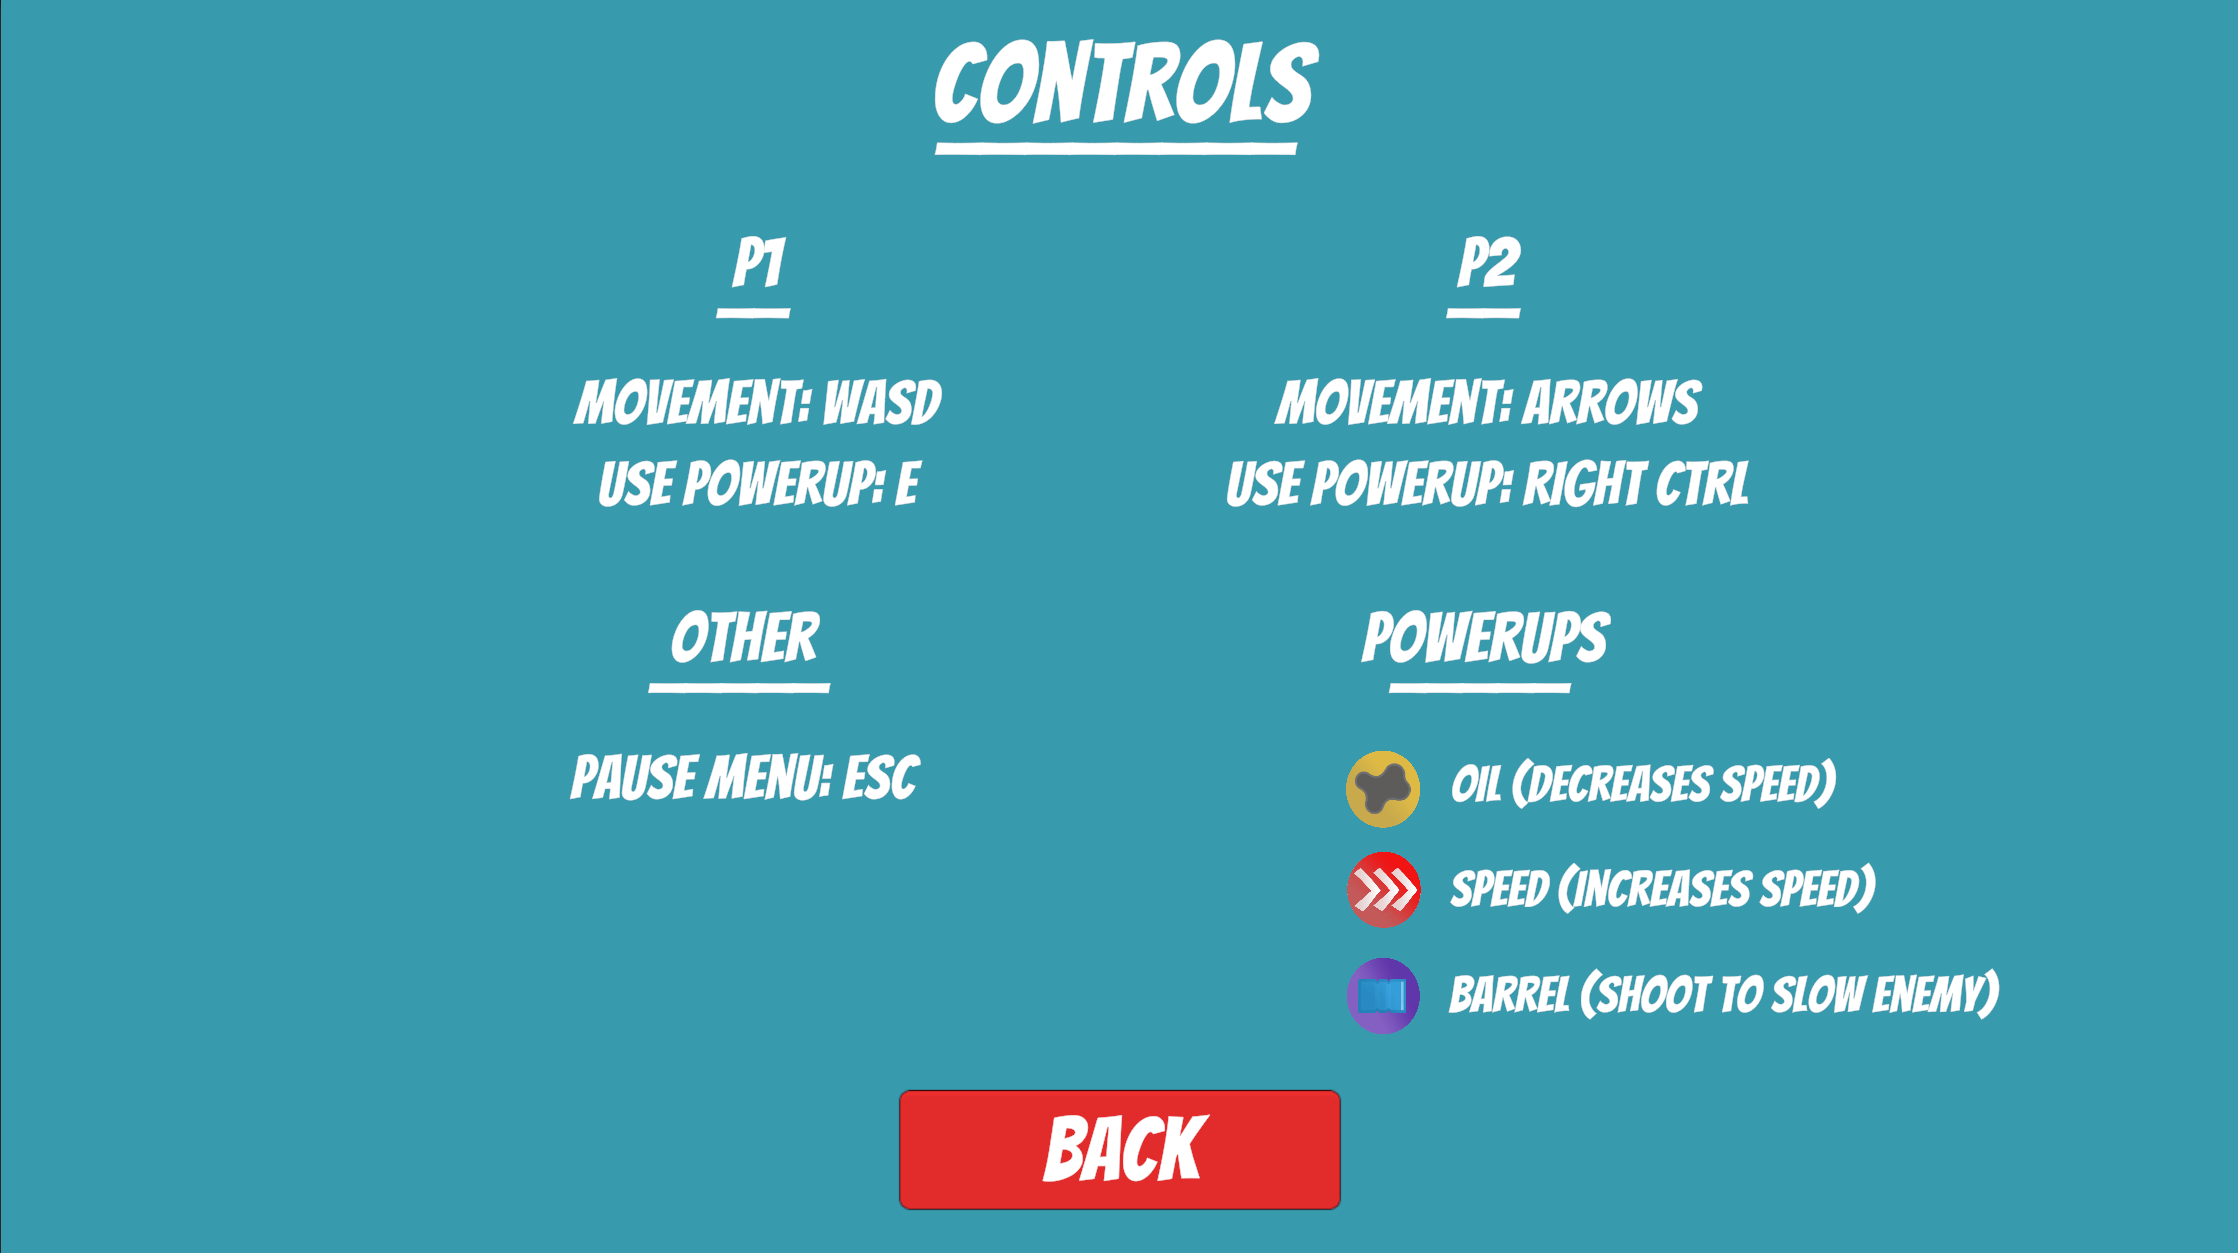 CONTROLS
P1
MOVEMENT: WASD
USE POWERUP: E
P2
MOVEMENT: ARROWS
USE POWERUP: RIGHT CTRL
OTHER
PAUSE MENU: ESC
POWERUPS
OIL (DECREASES SPEED)
SPEED (INCREASES SPEED)
BARREL (SHOOT TO SLOW ENEMY)
BACK